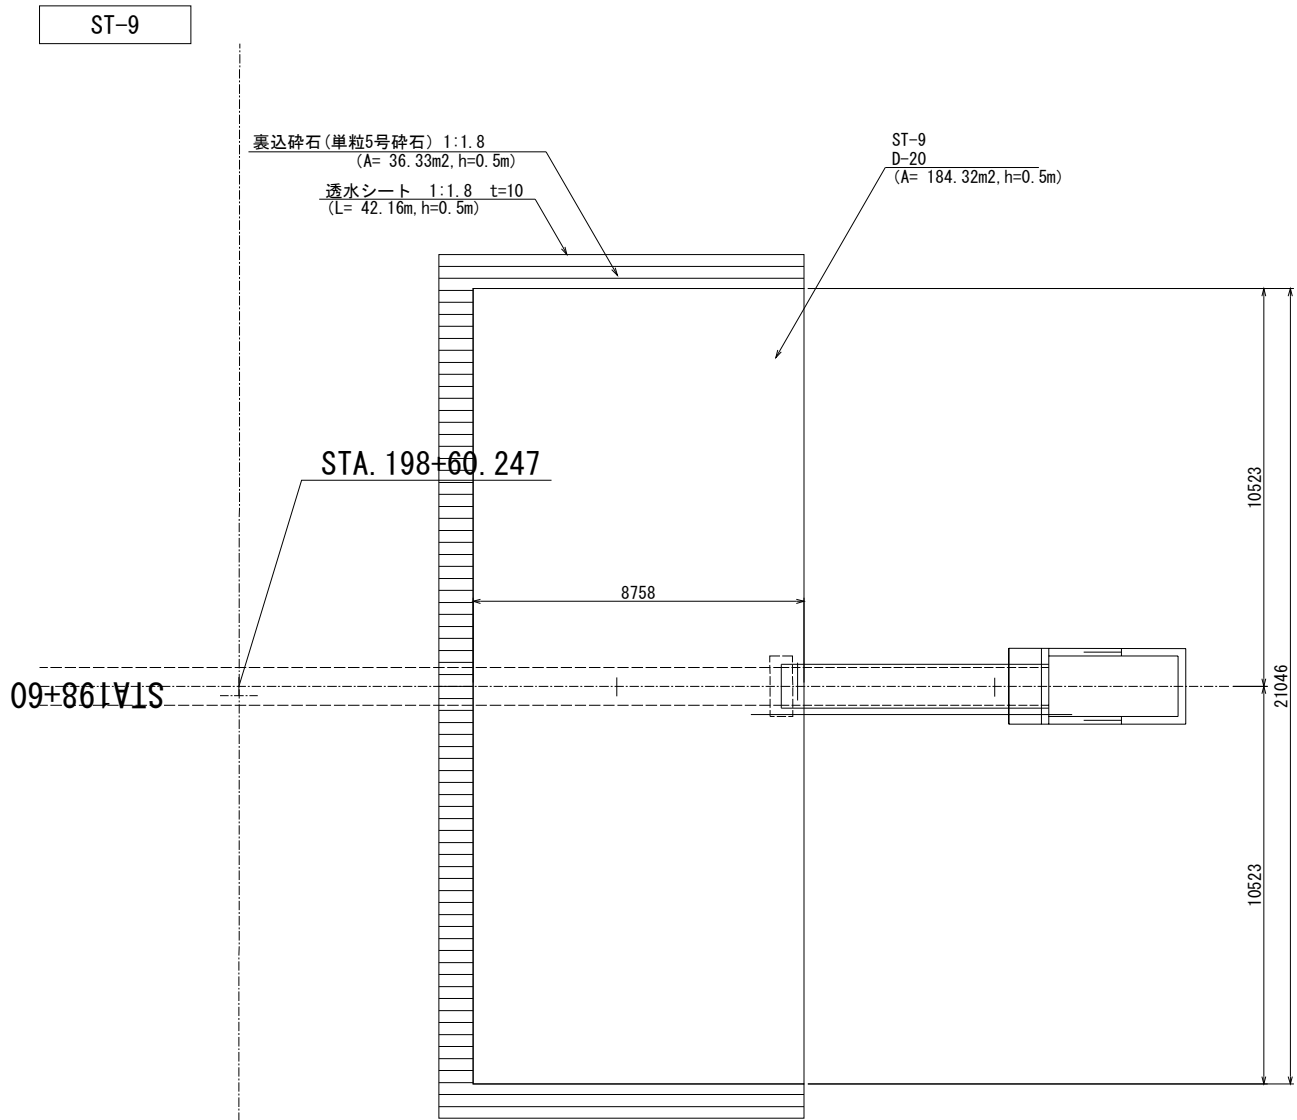 ST-9
裏込砕石(単粒5号砕石) 1:1.8
(A= 36.33m2,h=0.5m)
透水シート 1:1.8 t=10
(L= 42.16m,h=0.5m)
ST-9
D-20
(A= 184.32m2,h=0.5m)
STA.198+60.247
10523
8758
21046
STA198+60
10523